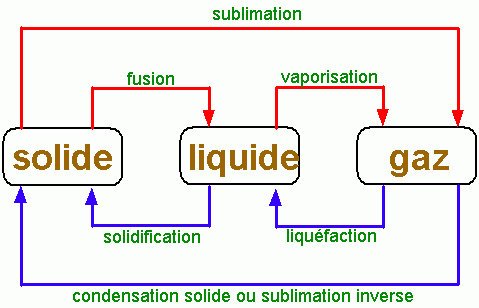 sublimation
fusion
vaporisation
solide
liquide
gaz
solidification
liquéfaction
condensation solide ou sublimation inverse